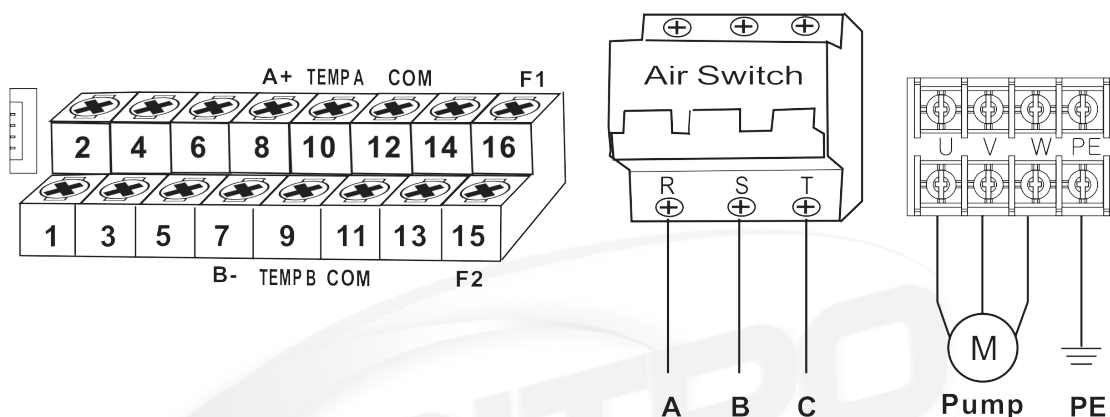 A+ TEMPA COM F1
2 4 6 8 10 12 14 16
1 3 5 7 9 11 13 15
B- TEMPB COM F2
Air Switch
R S T
A B C
U V W PE
M
Pump PE